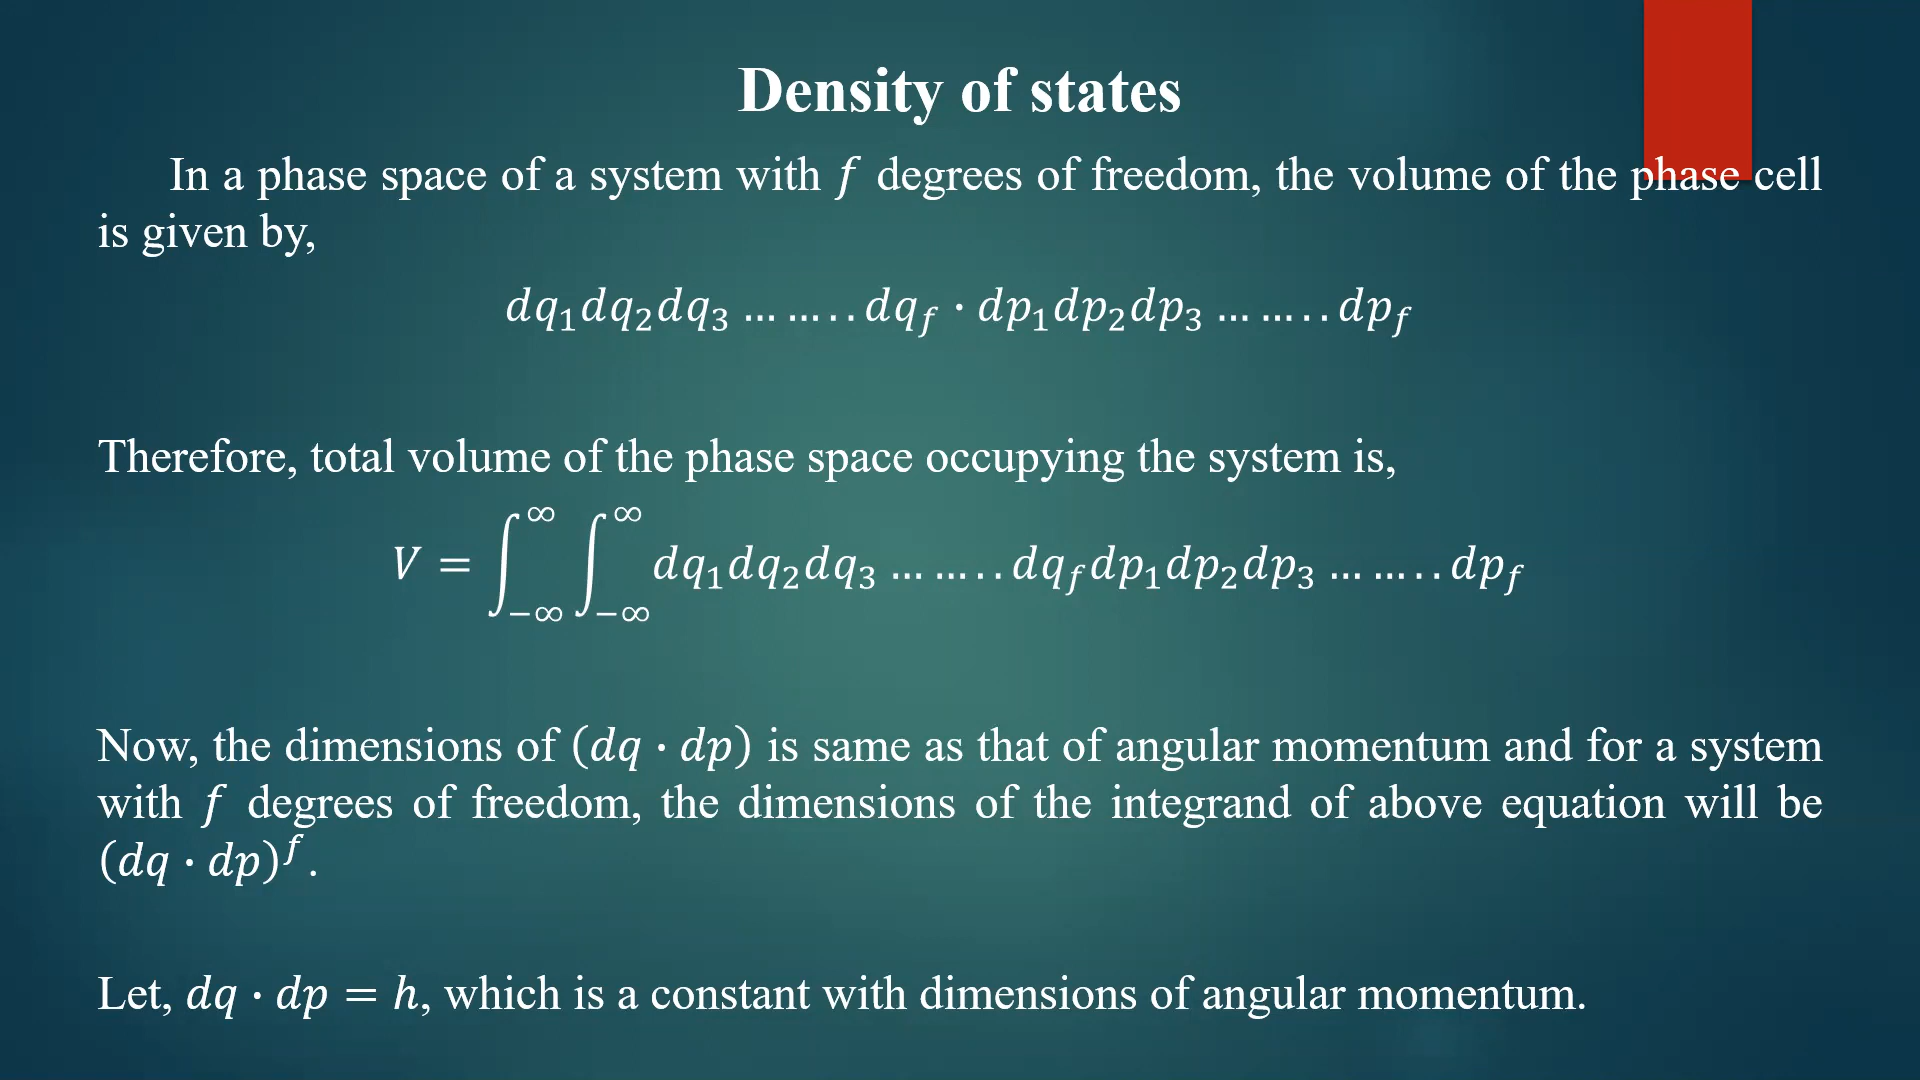 Density of states
In a phase space of a system with f degrees of freedom, the volume of the phase cell
is given by,
dq₁dq₂dq₃ … … . . dq_f · dp₁dp₂dp₃ … … . . dp_f
Therefore, total volume of the phase space occupying the system is,
V = ∫_{−∞}^{∞} ∫_{−∞}^{∞} dq₁dq₂dq₃ … … . . dq_f dp₁dp₂dp₃ … … . . dp_f
Now, the dimensions of (dq · dp) is same as that of angular momentum and for a system
with f degrees of freedom, the dimensions of the integrand of above equation will be
(dq · dp)^f .
Let, dq · dp = h, which is a constant with dimensions of angular momentum.